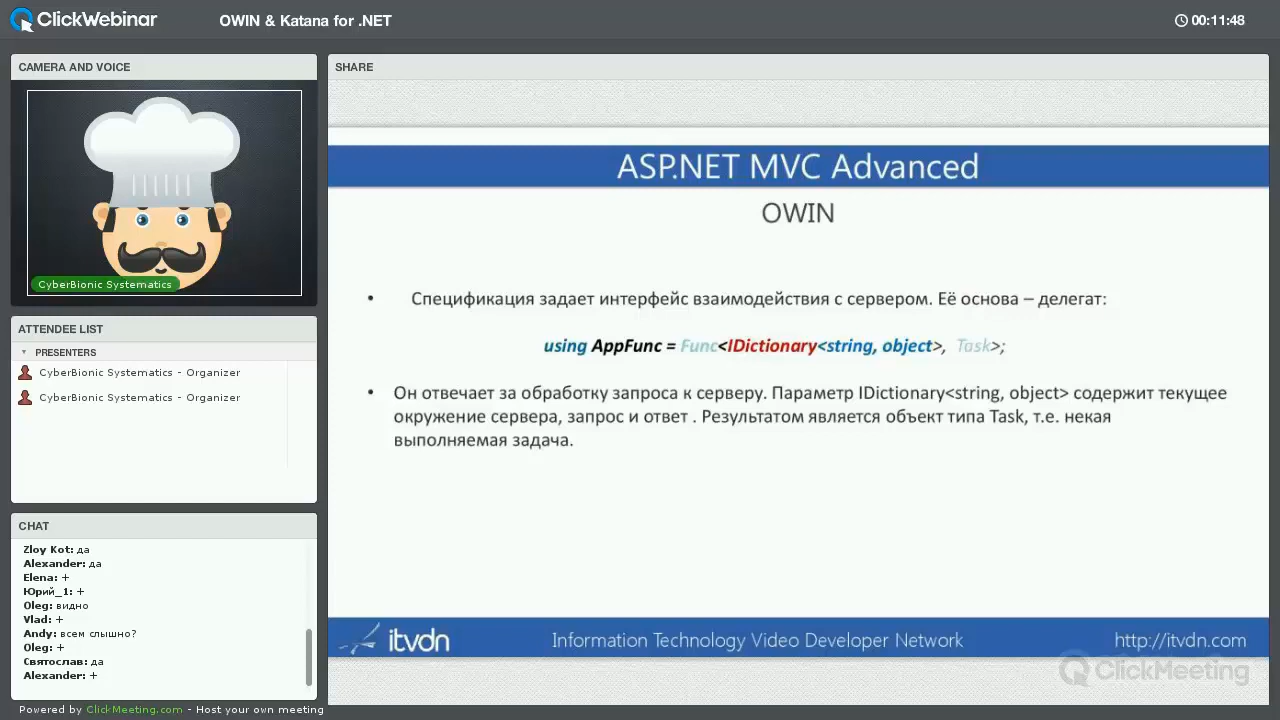 ClickWebinar
OWIN & Katana for .NET
00:11:48
CAMERA AND VOICE
CyberBionic Systematics
ATTENDEE LIST
PRESENTERS
CyberBionic Systematics - Organizer
CyberBionic Systematics - Organizer
CHAT
Zloy Kot: да
Alexander: да
Elena: +
Юрий_1: +
Oleg: видно
Vlad: +
Andy: всем слышно?
Oleg: +
Святослав: да
Alexander: +
SHARE
ASP.NET MVC Advanced
OWIN
• Спецификация задает интерфейс взаимодействия с сервером. Её основа – делегат:
using AppFunc = Func<IDictionary<string, object>, Task>;
• Он отвечает за обработку запроса к серверу. Параметр IDictionary<string, object> содержит текущее
окружение сервера, запрос и ответ . Результатом является объект типа Task, т.е. некая
выполняемая задача.
itvdn
Information Technology Video Developer Network
http://itvdn.com
ClickMeeting
Powered by ClickMeeting.com - Host your own meeting